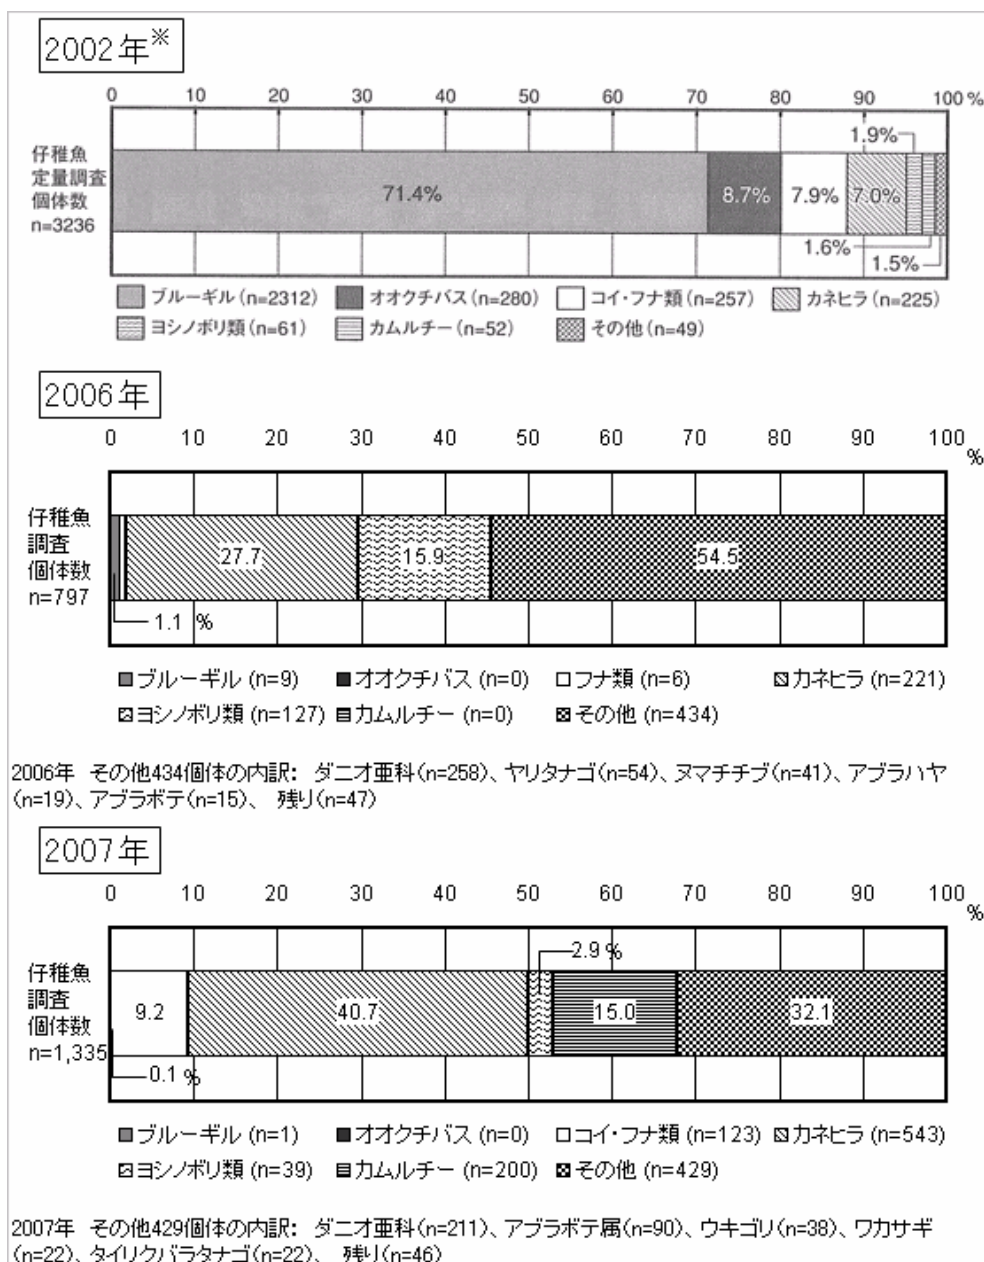 2002年※
0 10 20 30 40 50 60 70 80 90 100 %
仔稚魚
定量調査
個体数
n=3236
71.4% 8.7% 7.9% 7.0% 1.9%
1.6%
1.5%
ブルーギル(n=2312) オオクチバス(n=280) コイ・フナ類(n=257) カネヒラ(n=225)
ヨシノボリ類(n=61) カムルチー(n=52) その他(n=49)
2006年
0 10 20 30 40 50 60 70 80 90 100
%
仔稚魚
調査
個体数
n=797
27.7 15.9 54.5
1.1 %
ブルーギル (n=9) オオクチバス (n=0) フナ類 (n=6) カネヒラ (n=221)
ヨシノボリ類 (n=127) カムルチー (n=0) その他 (n=434)
2006年 その他434個体の内訳: ダニオ亜科(n=258)、ヤリタナゴ(n=54)、ヌマチチブ(n=41)、アブラハヤ
(n=19)、アブラボテ(n=15)、 残り(n=47)
2007年
0 10 20 30 40 50 60 70 80 90 100
%
仔稚魚
調査
個体数
n=1,335
2.9 %
9.2 40.7 15.0 32.1
0.1 %
ブルーギル (n=1) オオクチバス (n=0) コイ・フナ類 (n=123) カネヒラ (n=543)
ヨシノボリ類 (n=39) カムルチー (n=200) その他 (n=429)
2007年 その他429個体の内訳: ダニオ亜科(n=211)、アブラボテ属(n=90)、ウキゴリ(n=38)、ワカサギ
(n=22)、タイリクバラタナゴ(n=22)、 残り(n=46)